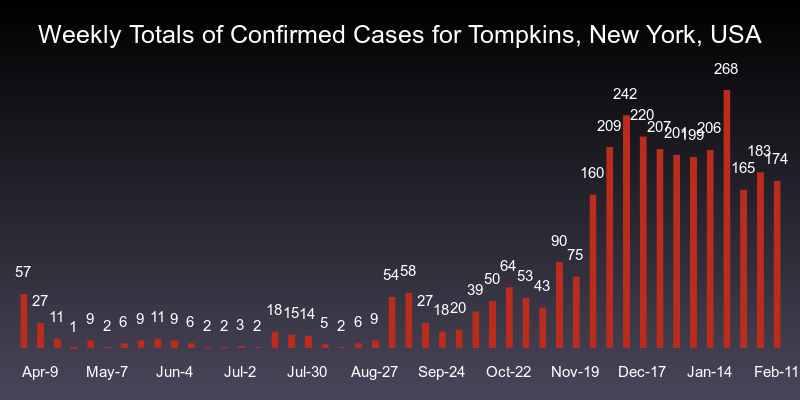 Weekly Totals of Confirmed Cases for Tompkins, New York, USA
57 27 11 1 9 2 6 9 11 9 6 2 2 3 2 18 15 14 5 2 6 9 54 58 27 18 20 39 50 64 53 43 90 75 160 209 242 220 207 201 199 206 268 165 183 174
Apr-9 May-7 Jun-4 Jul-2 Jul-30 Aug-27 Sep-24 Oct-22 Nov-19 Dec-17 Jan-14 Feb-11